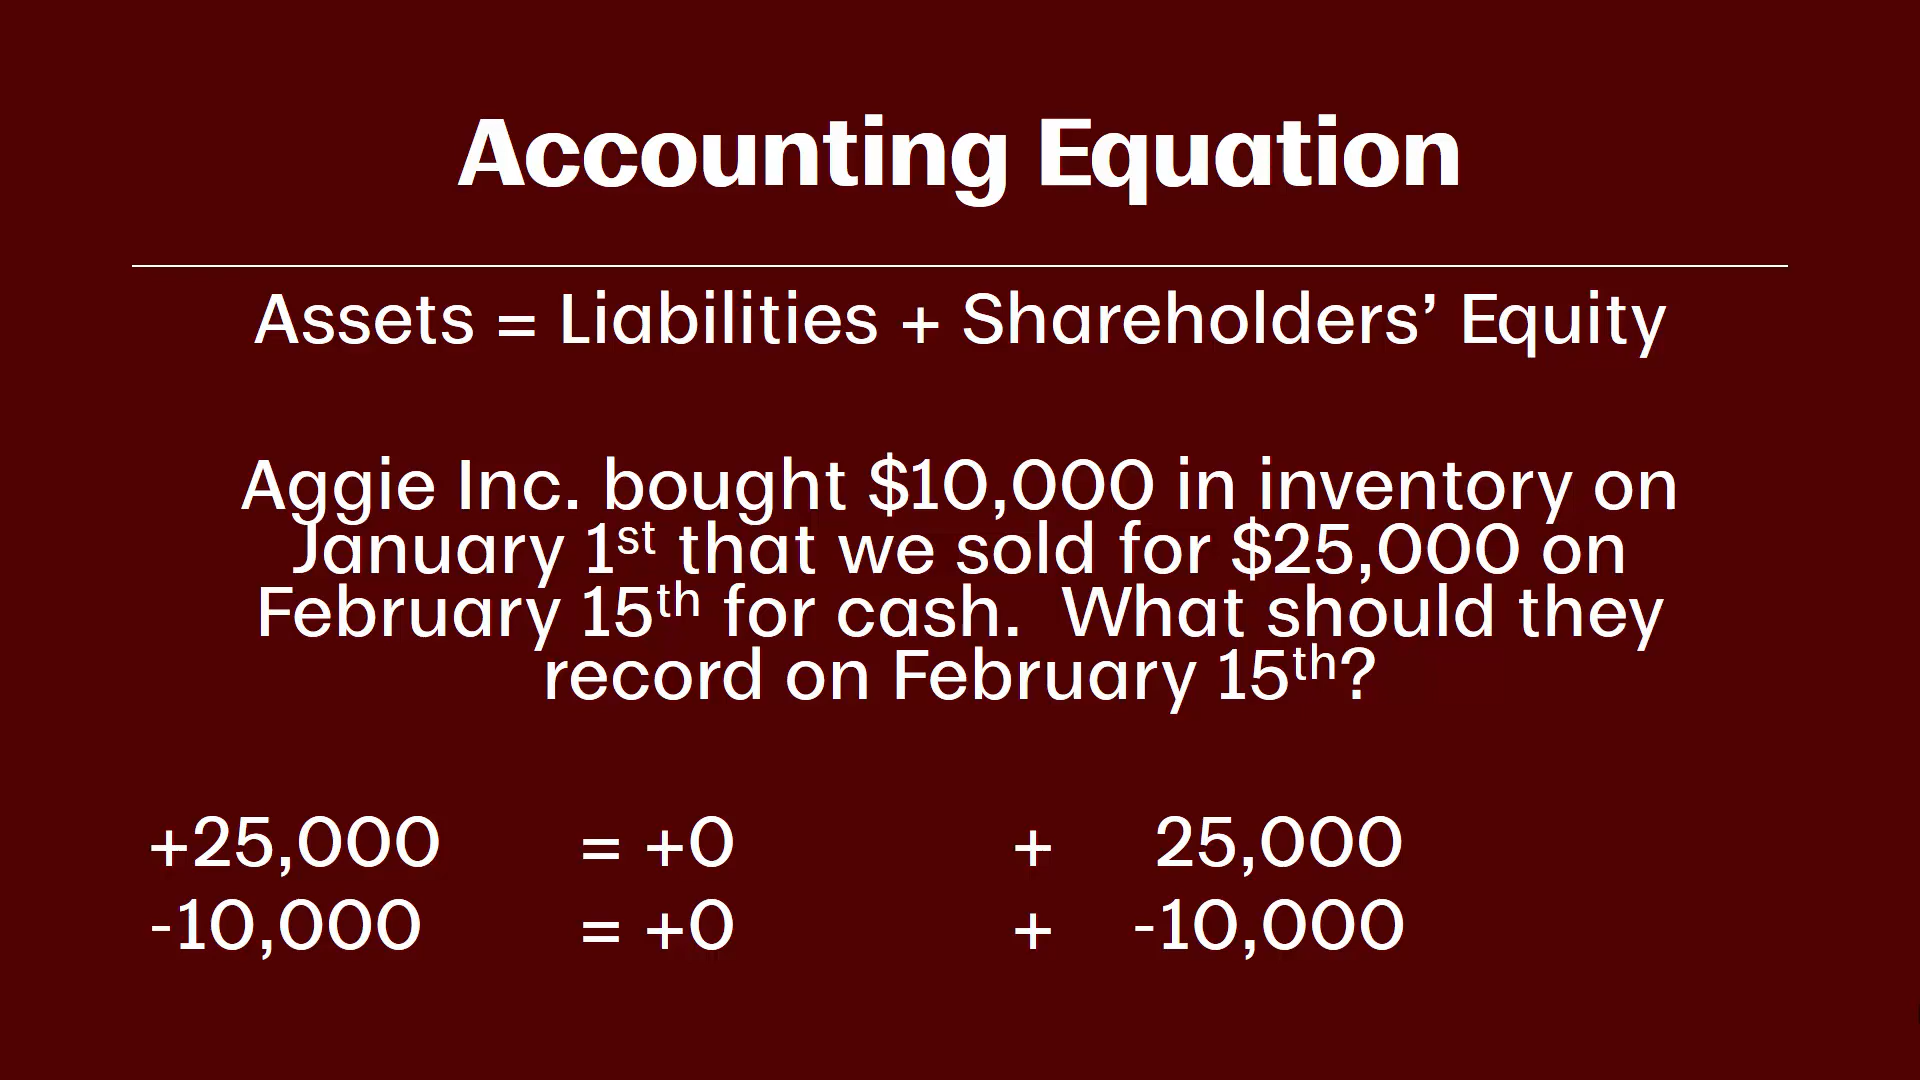 Accounting Equation
Assets = Liabilities + Shareholders’ Equity
Aggie Inc. bought $10,000 in inventory on
January 1st that we sold for $25,000 on
February 15th for cash.  What should they
record on February 15th?
+25,000 = +0 + 25,000
-10,000 = +0 + -10,000